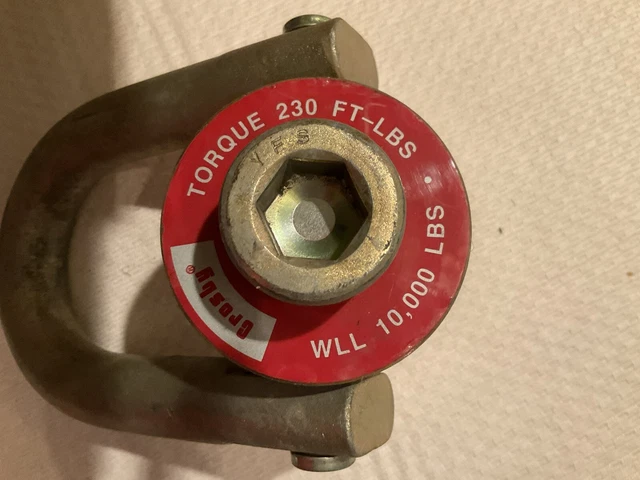 TORQUE 230 FT-LBS •
WLL 10,000 LBS
Crosby®